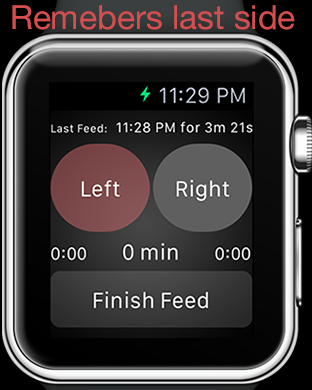 Remebers last side
11:29 PM
Last Feed: 11:28 PM for 3m 21s
Left Right
0:00 0 min 0:00
Finish Feed